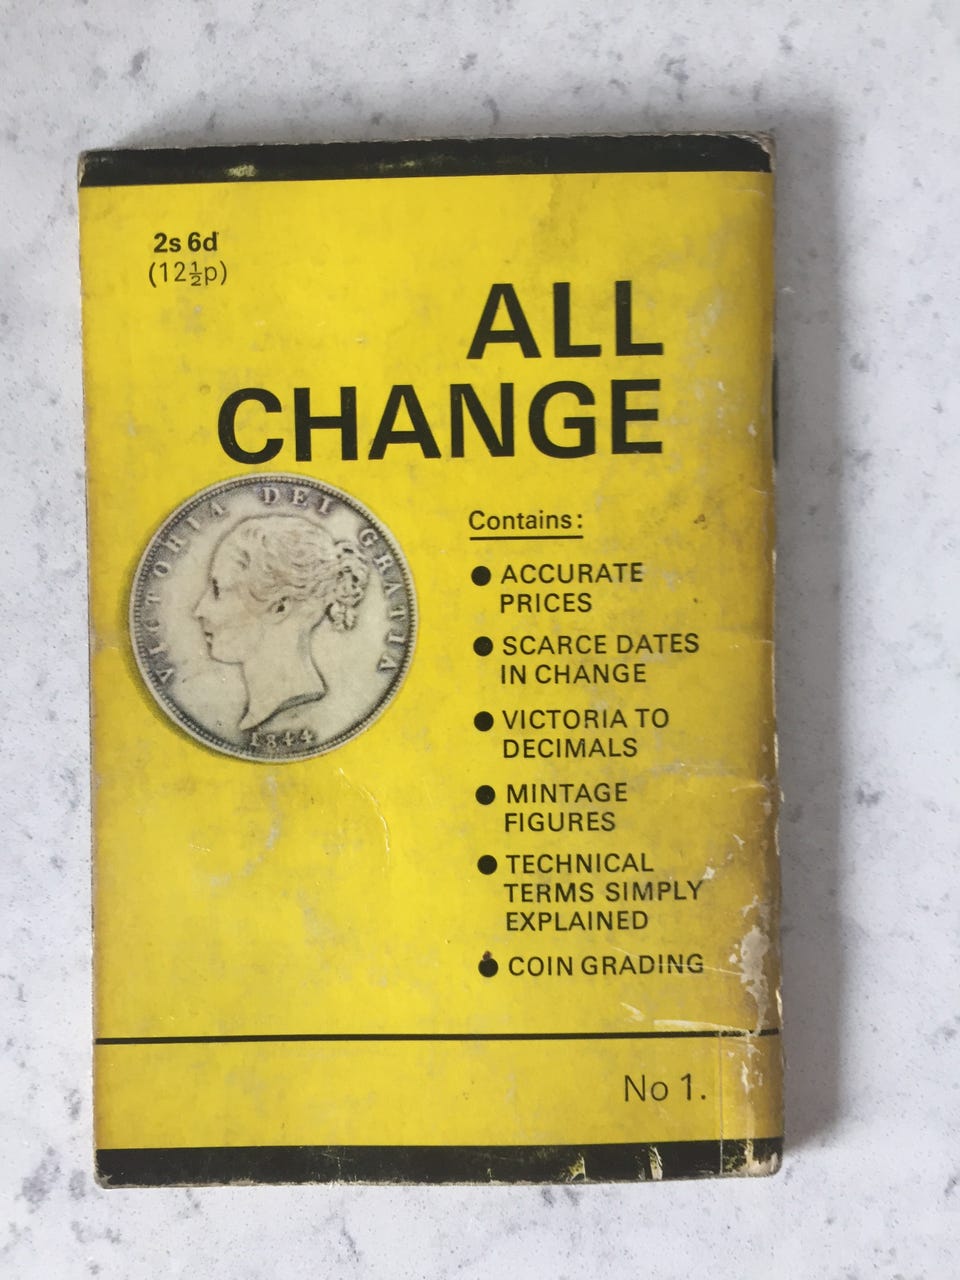 2s 6d
(12½p)
ALL
CHANGE
VICTORIA DEI GRATIA
1844
Contains:
● ACCURATE
PRICES
● SCARCE DATES
IN CHANGE
● VICTORIA TO
DECIMALS
● MINTAGE
FIGURES
● TECHNICAL
TERMS SIMPLY
EXPLAINED
● COIN GRADING
No 1.